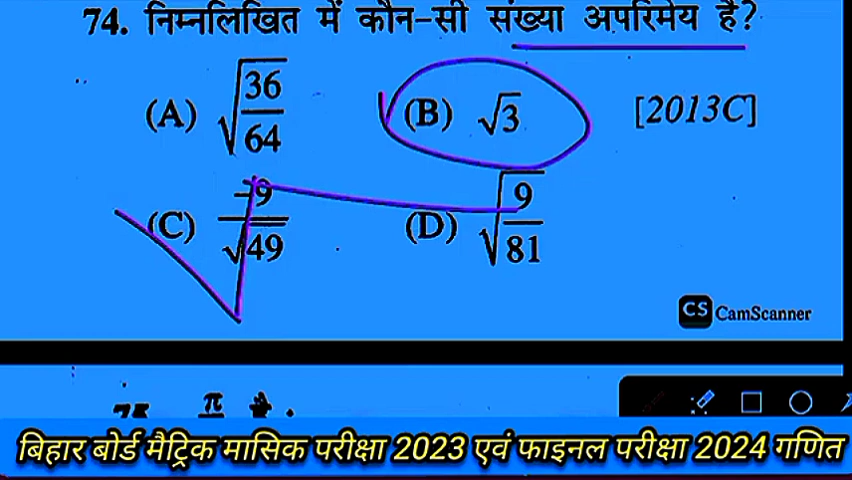 74. निम्नलिखित में कौन-सी संख्या अपरिमेय है?
(A) √36/64 (B) √3 [2013C]
(C) -9/√49 (D) √9/81
CS CamScanner
π
बिहार बोर्ड मैट्रिक मासिक परीक्षा 2023 एवं फाइनल परीक्षा 2024 गणित